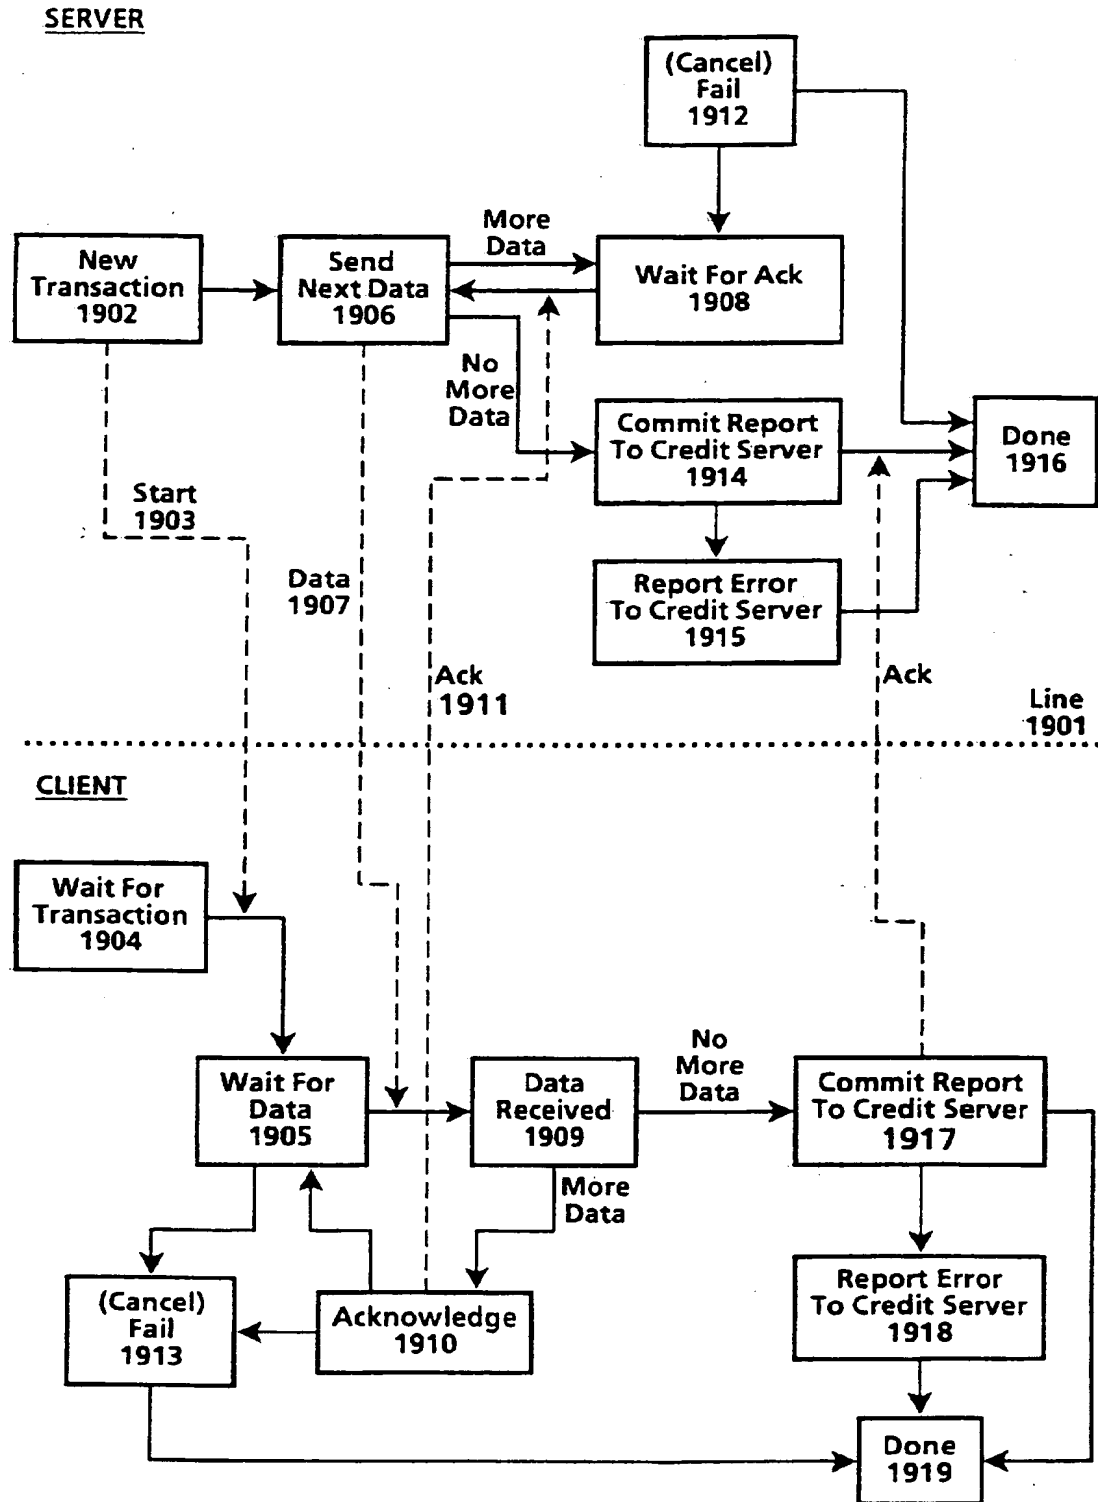 SERVER
(Cancel)
Fail
1912
More
Data
New
Transaction
1902
Send
Next Data
1906
Wait For Ack
1908
No
More
Data
Commit Report
To Credit Server
1914
Done
1916
Start
1903
Data
1907
Report Error
To Credit Server
1915
Ack
1911
Ack
Line
1901
CLIENT
Wait For
Transaction
1904
No
More
Data
Wait For
Data
1905
Data
Received
1909
Commit Report
To Credit Server
1917
More
Data
(Cancel)
Fail
1913
Acknowledge
1910
Report Error
To Credit Server
1918
Done
1919